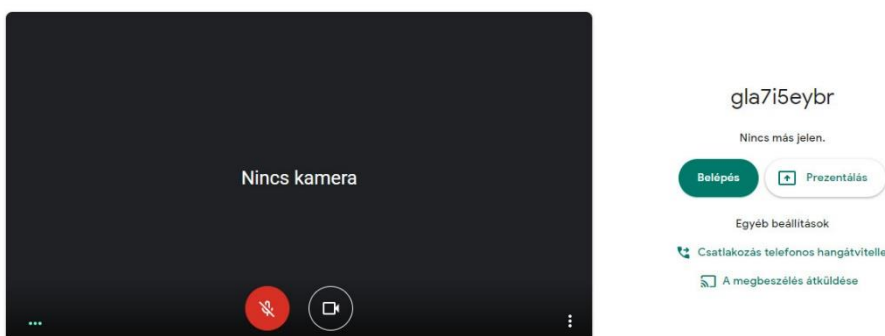 Nincs kamera
gla7i5eybr
Nincs más jelen.
Belépés
Prezentálás
Egyéb beállítások
Csatlakozás telefonos hangátvitelle
A megbeszélés átküldése